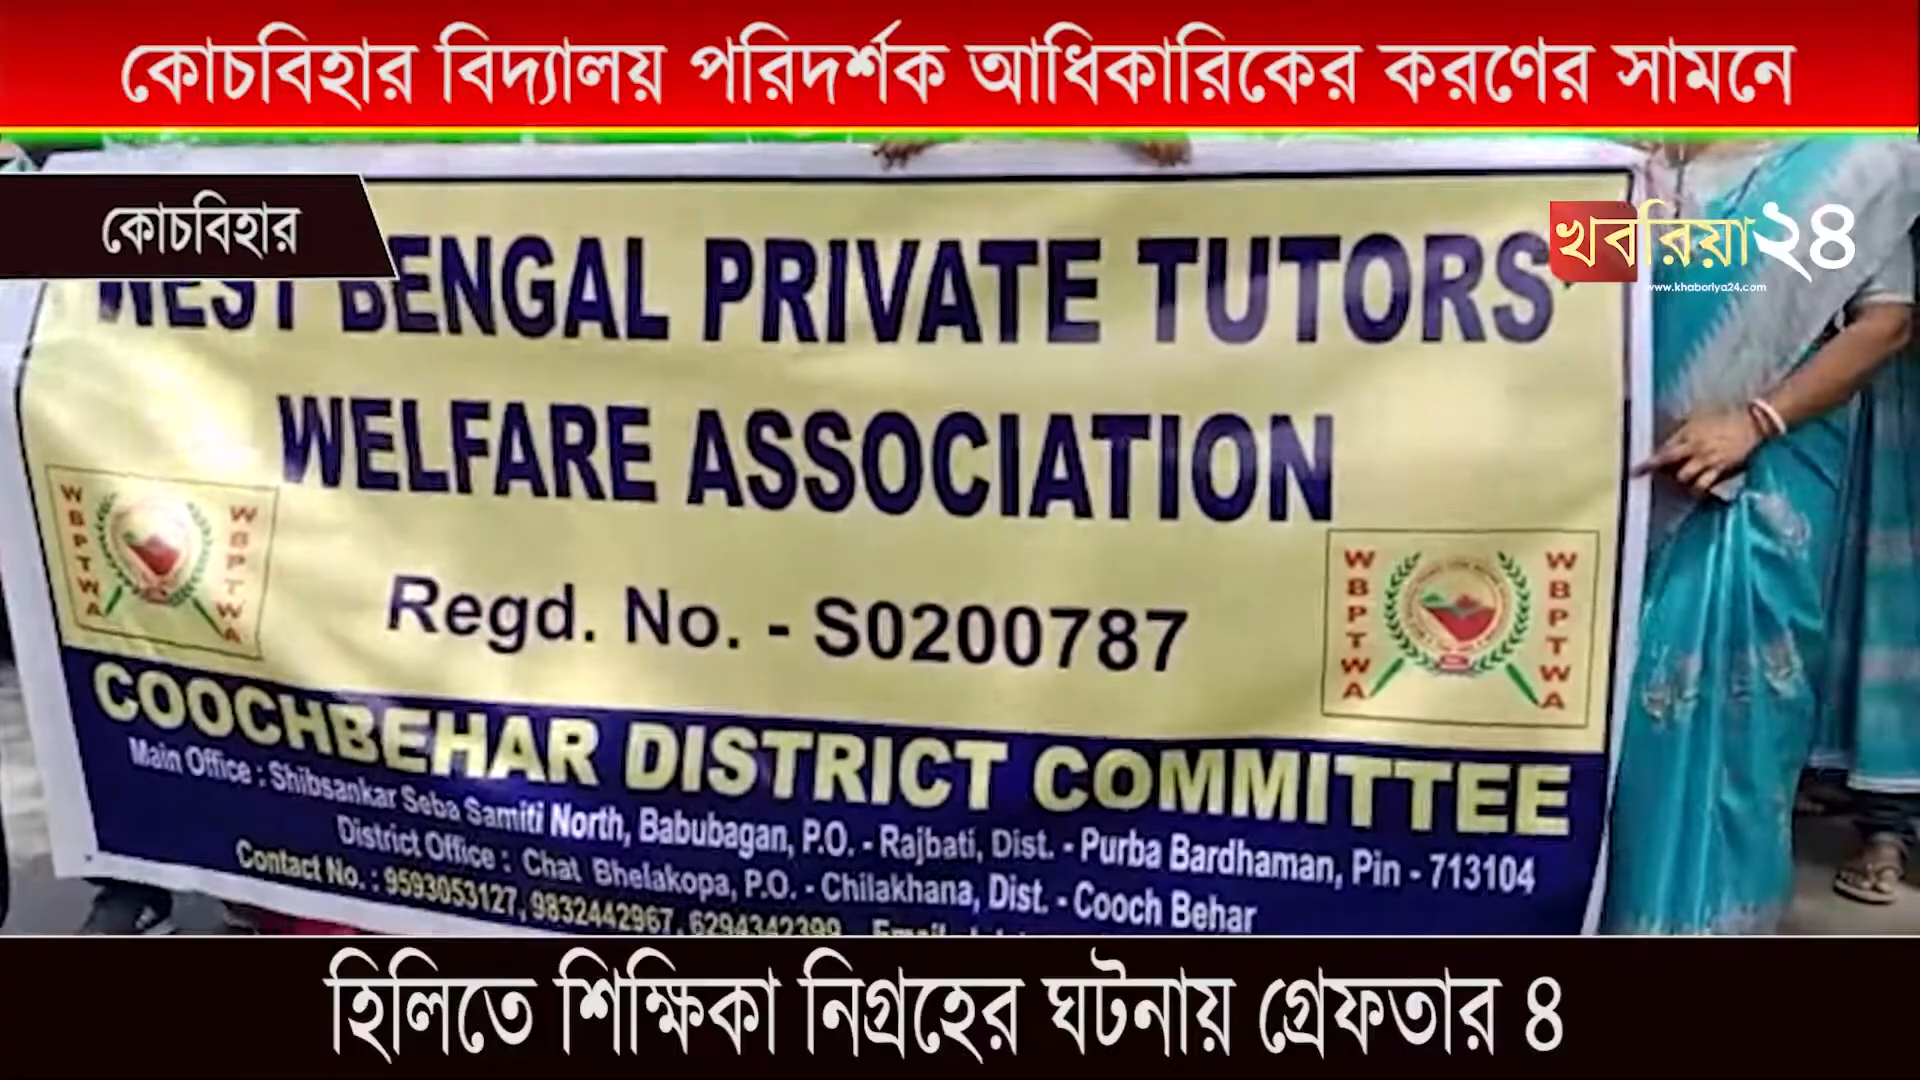 কোচবিহার বিদ্যালয় পরিদর্শক আধিকারিকের করণের সামনে
কোচবিহার
খবরিয়া২৪
www.khaboriya24.com
WEST BENGAL PRIVATE TUTORS'
WELFARE ASSOCIATION
WBPTWA
WBPTWA
Regd. No. - S0200787
WBPTWA
WBPTWA
COOCHBEHAR DISTRICT COMMITTEE
Main Office : Shibsankar Seba Samiti North, Babubagan, P.O. - Rajbati, Dist. - Purba Bardhaman, Pin - 713104
District Office : Chat Bhelakopa, P.O. - Chilakhana, Dist. - Cooch Behar
Contact No. : 9593053127, 9832442967, 6294342399 Email
হিলিতে শিক্ষিকা নিগ্রহের ঘটনায় গ্রেফতার ৪